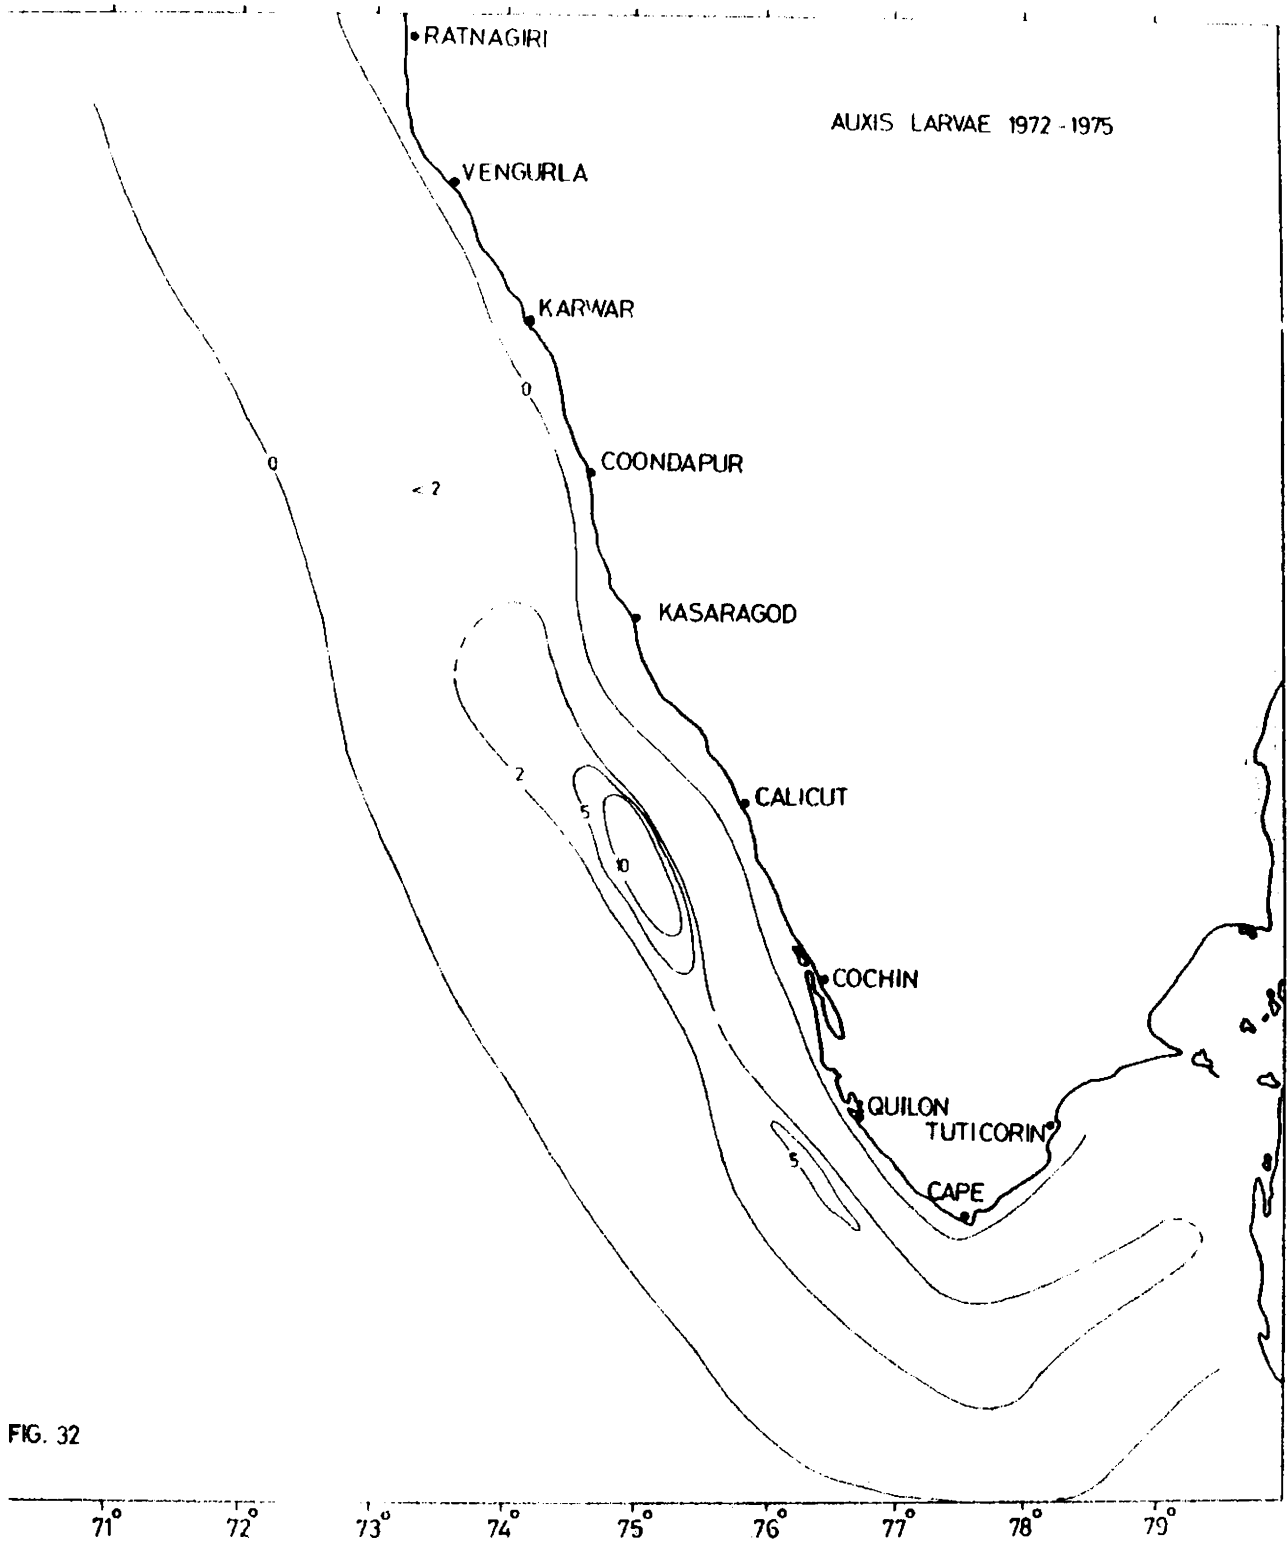 RATNAGIRI
AUXIS LARVAE 1972-1975
VENGURLA
KARWAR
0
COONDAPUR
0
< 2
KASARAGOD
2
CALICUT
5
10
COCHIN
QUILON
TUTICORIN
5
CAPE
FIG. 32
71° 72° 73° 74° 75° 76° 77° 78° 79°